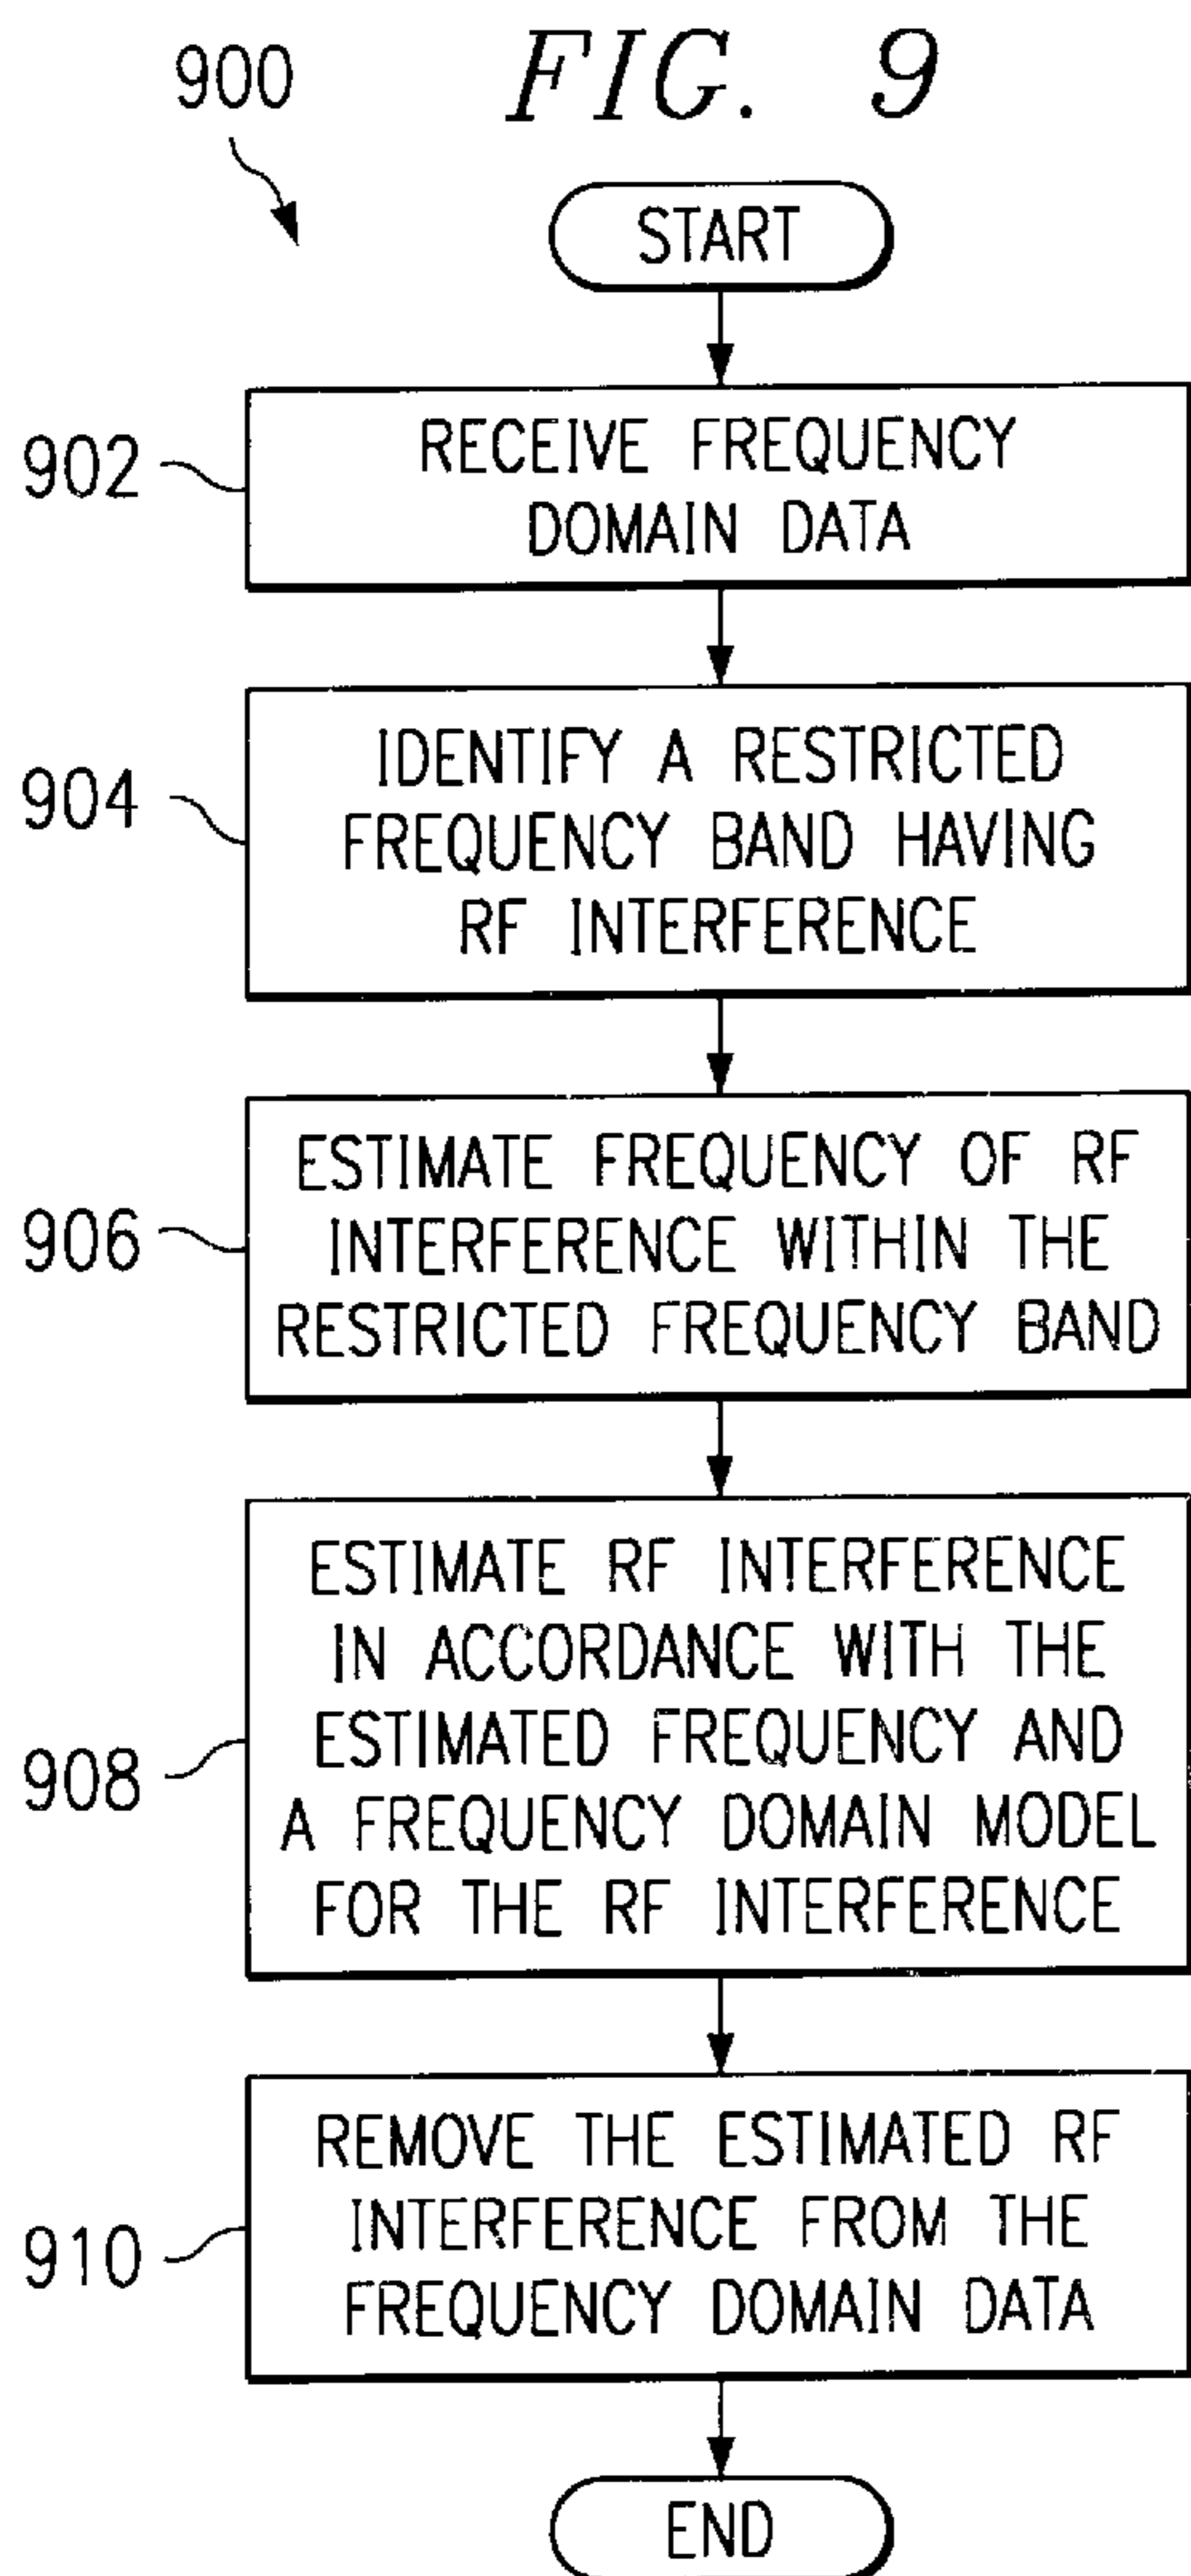 FIG. 9
900
START
902
RECEIVE FREQUENCY
DOMAIN DATA
904
IDENTIFY A RESTRICTED
FREQUENCY BAND HAVING
RF INTERFERENCE
906
ESTIMATE FREQUENCY OF RF
INTERFERENCE WITHIN THE
RESTRICTED FREQUENCY BAND
908
ESTIMATE RF INTERFERENCE
IN ACCORDANCE WITH THE
ESTIMATED FREQUENCY AND
A FREQUENCY DOMAIN MODEL
FOR THE RF INTERFERENCE
910
REMOVE THE ESTIMATED RF
INTERFERENCE FROM THE
FREQUENCY DOMAIN DATA
END